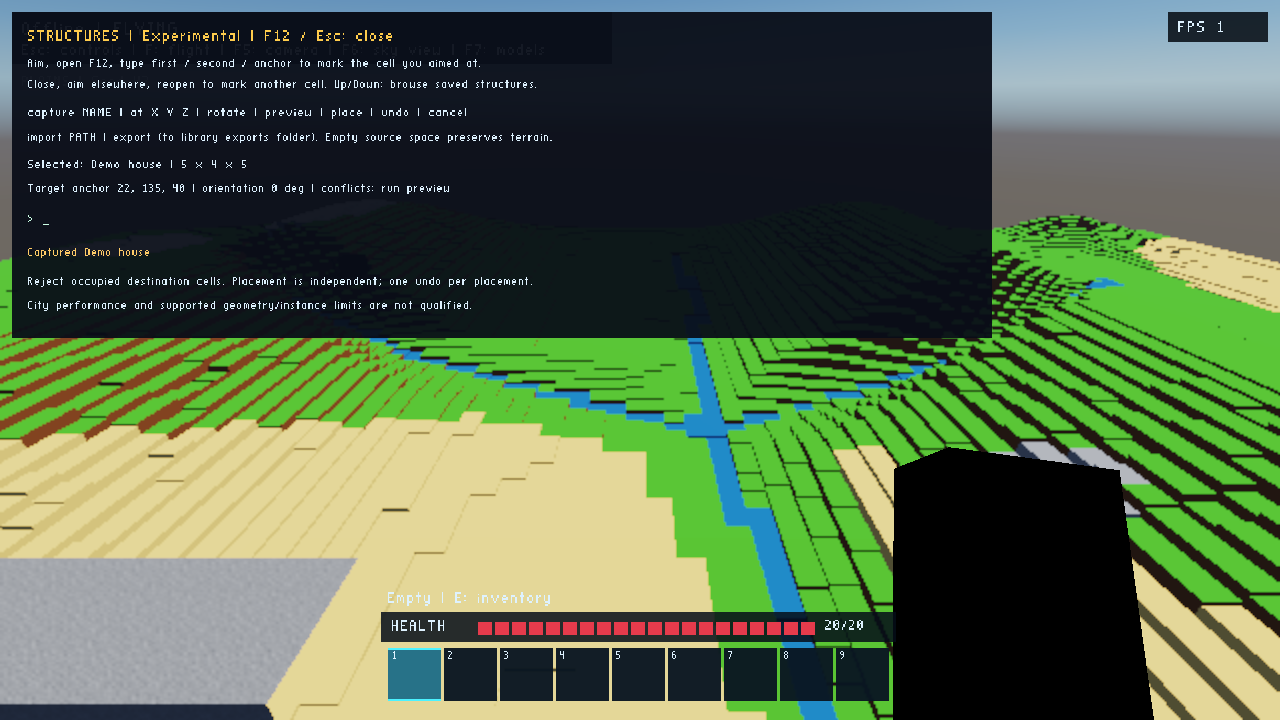 STRUCTURES | Experimental | F12 / Esc: close
FPS 1
Aim, open F12, type first / second / anchor to mark the cell you aimed at.
Close, aim elsewhere, reopen to mark another cell. Up/Down: browse saved structures.
capture NAME | at X Y Z | rotate | preview | place | undo | cancel
import PATH | export (to library exports folder). Empty source space preserves terrain.
Selected: Demo house | 5 x 4 x 5
Target anchor 22, 135, 40 | orientation 0 deg | conflicts: run preview
> _
Captured Demo house
Reject occupied destination cells. Placement is independent; one undo per placement.
City performance and supported geometry/instance limits are not qualified.
Empty | E: inventory
HEALTH 20/20
1 2 3 4 5 6 7 8 9